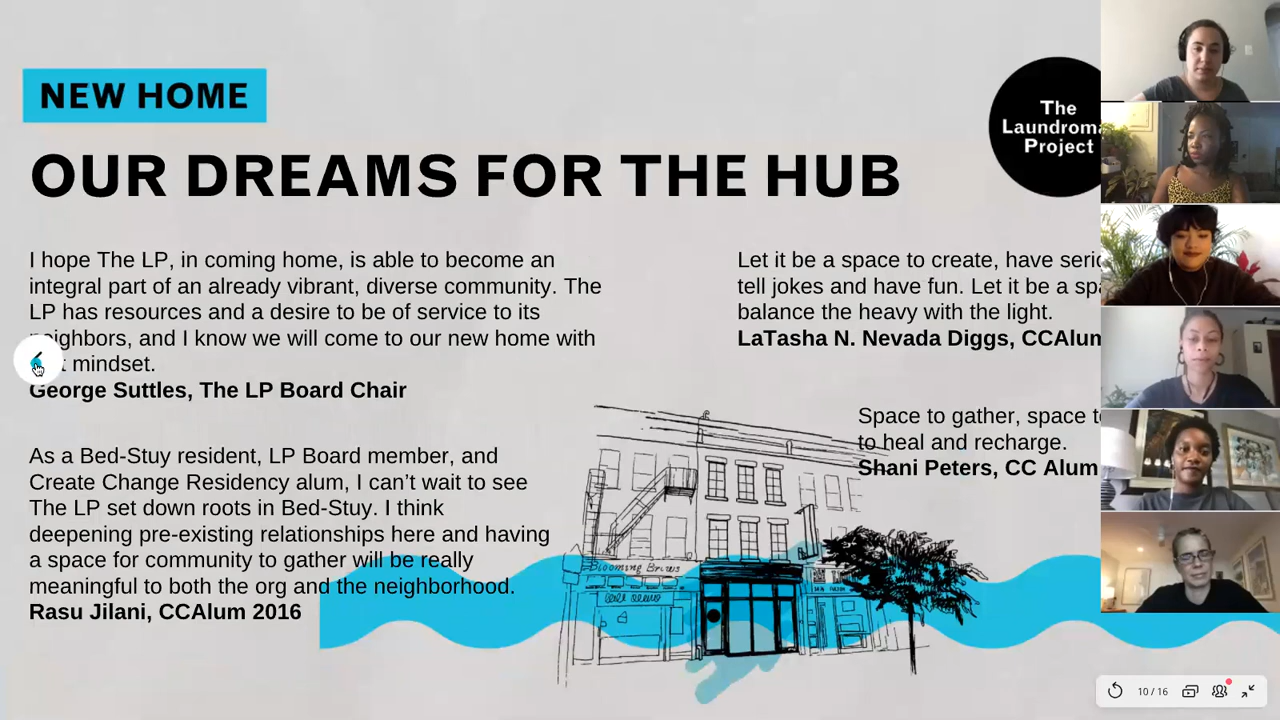 NEW HOME
The
Laundroma
Project
OUR DREAMS FOR THE HUB
I hope The LP, in coming home, is able to become an
integral part of an already vibrant, diverse community. The
LP has resources and a desire to be of service to its
neighbors, and I know we will come to our new home with
mindset.
George Suttles, The LP Board Chair
As a Bed-Stuy resident, LP Board member, and
Create Change Residency alum, I can’t wait to see
The LP set down roots in Bed-Stuy. I think
deepening pre-existing relationships here and having
a space for community to gather will be really
meaningful to both the org and the neighborhood.
Rasu Jilani, CCAlum 2016
Let it be a space to create, have seri
tell jokes and have fun. Let it be a sp
balance the heavy with the light.
LaTasha N. Nevada Diggs, CCAlum
Space to gather, space t
to heal and recharge.
Shani Peters, CC Alum
Blooming Brews
10 / 16